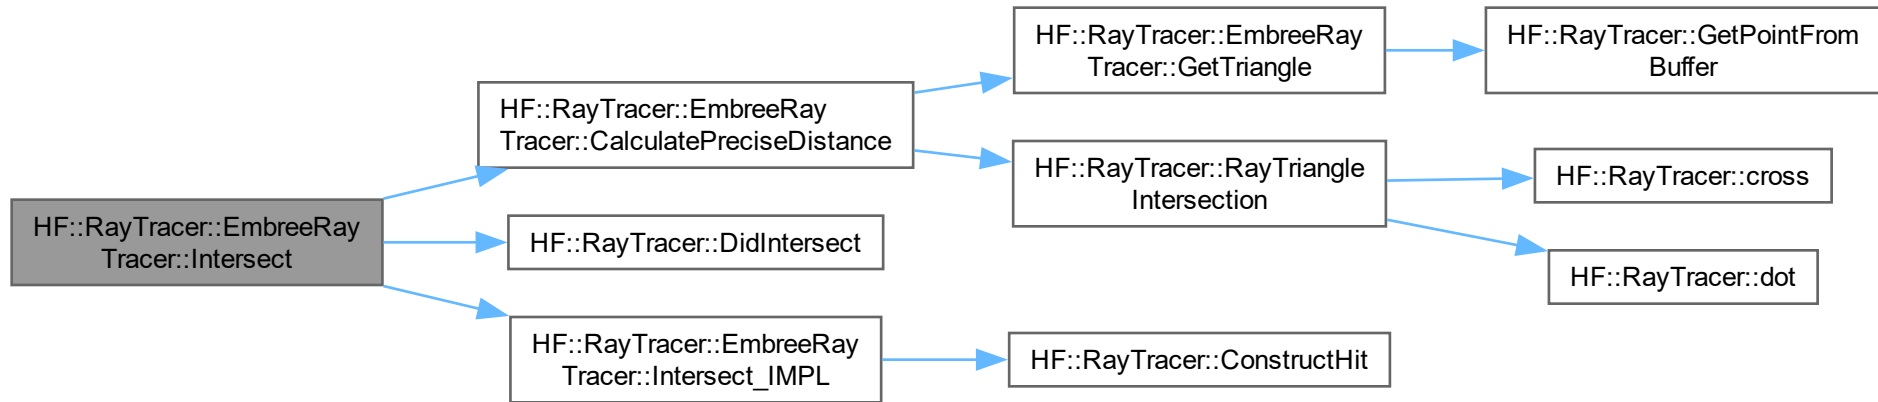 HF::RayTracer::EmbreeRay
Tracer::Intersect
HF::RayTracer::EmbreeRay
Tracer::CalculatePreciseDistance
HF::RayTracer::EmbreeRay
Tracer::GetTriangle
HF::RayTracer::GetPointFrom
Buffer
HF::RayTracer::RayTriangle
Intersection
HF::RayTracer::cross
HF::RayTracer::dot
HF::RayTracer::DidIntersect
HF::RayTracer::EmbreeRay
Tracer::Intersect_IMPL
HF::RayTracer::ConstructHit